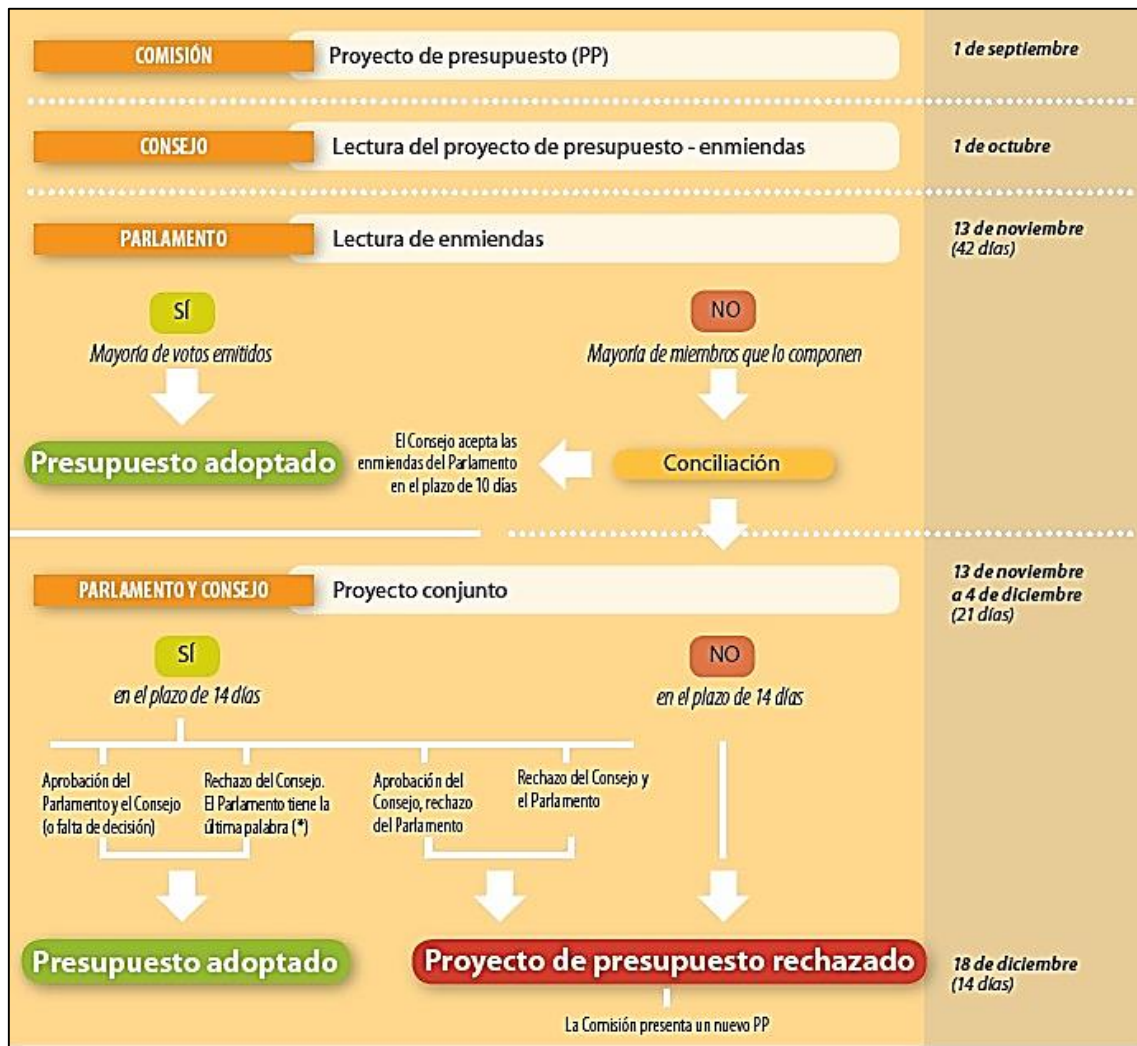 COMISIÓN
Proyecto de presupuesto (PP)
1 de septiembre
CONSEJO
Lectura del proyecto de presupuesto - enmiendas
1 de octubre
PARLAMENTO
Lectura de enmiendas
13 de noviembre
(42 días)
SÍ
Mayoría de votos emitidos
NO
Mayoría de miembros que lo componen
Presupuesto adoptado
El Consejo acepta las
enmiendas del Parlamento
en el plazo de 10 días
Conciliación
PARLAMENTO Y CONSEJO
Proyecto conjunto
13 de noviembre
a 4 de diciembre
(21 días)
SÍ
en el plazo de 14 días
NO
en el plazo de 14 días
Aprobación del
Parlamento y el Consejo
(o falta de decisión)
Rechazo del Consejo.
El Parlamento tiene la
última palabra (*)
Aprobación del
Consejo, rechazo
del Parlamento
Rechazo del Consejo y
el Parlamento
Presupuesto adoptado
Proyecto de presupuesto rechazado
18 de diciembre
(14 días)
La Comisión presenta un nuevo PP